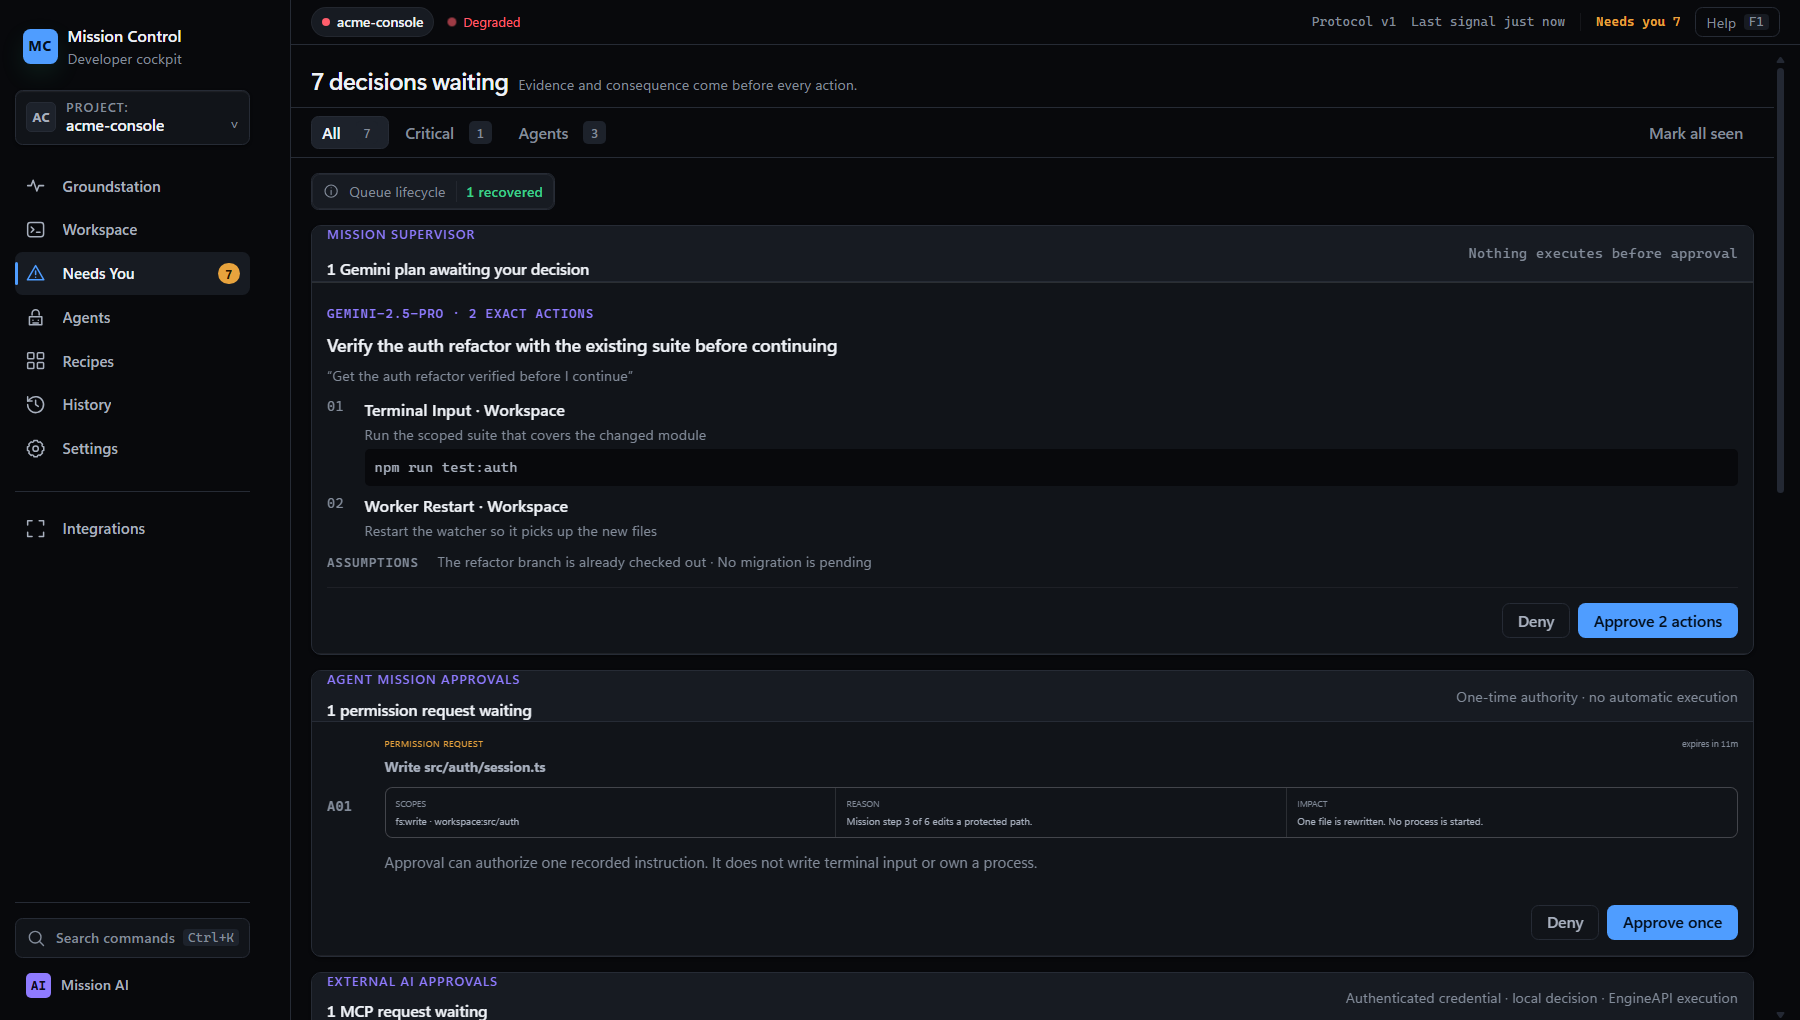 MC
Mission Control
Developer cockpit
AC
PROJECT:
acme-console
v
Groundstation
Workspace
Needs You 7
Agents
Recipes
History
Settings
Integrations
Search commands Ctrl+K
AI Mission AI
acme-console Degraded
Protocol v1 Last signal just now Needs you 7 Help F1
7 decisions waiting Evidence and consequence come before every action.
All 7 Critical 1 Agents 3 Mark all seen
Queue lifecycle 1 recovered
MISSION SUPERVISOR
1 Gemini plan awaiting your decision
Nothing executes before approval
GEMINI-2.5-PRO · 2 EXACT ACTIONS
Verify the auth refactor with the existing suite before continuing
“Get the auth refactor verified before I continue”
01 Terminal Input · Workspace
Run the scoped suite that covers the changed module
npm run test:auth
02 Worker Restart · Workspace
Restart the watcher so it picks up the new files
ASSUMPTIONS The refactor branch is already checked out · No migration is pending
Deny Approve 2 actions
AGENT MISSION APPROVALS
1 permission request waiting
One-time authority · no automatic execution
PERMISSION REQUEST expires in 11m
Write src/auth/session.ts
A01
SCOPES
fs:write · workspace:src/auth
REASON
Mission step 3 of 6 edits a protected path.
IMPACT
One file is rewritten. No process is started.
Approval can authorize one recorded instruction. It does not write terminal input or own a process.
Deny Approve once
EXTERNAL AI APPROVALS
1 MCP request waiting
Authenticated credential · local decision · EngineAPI execution